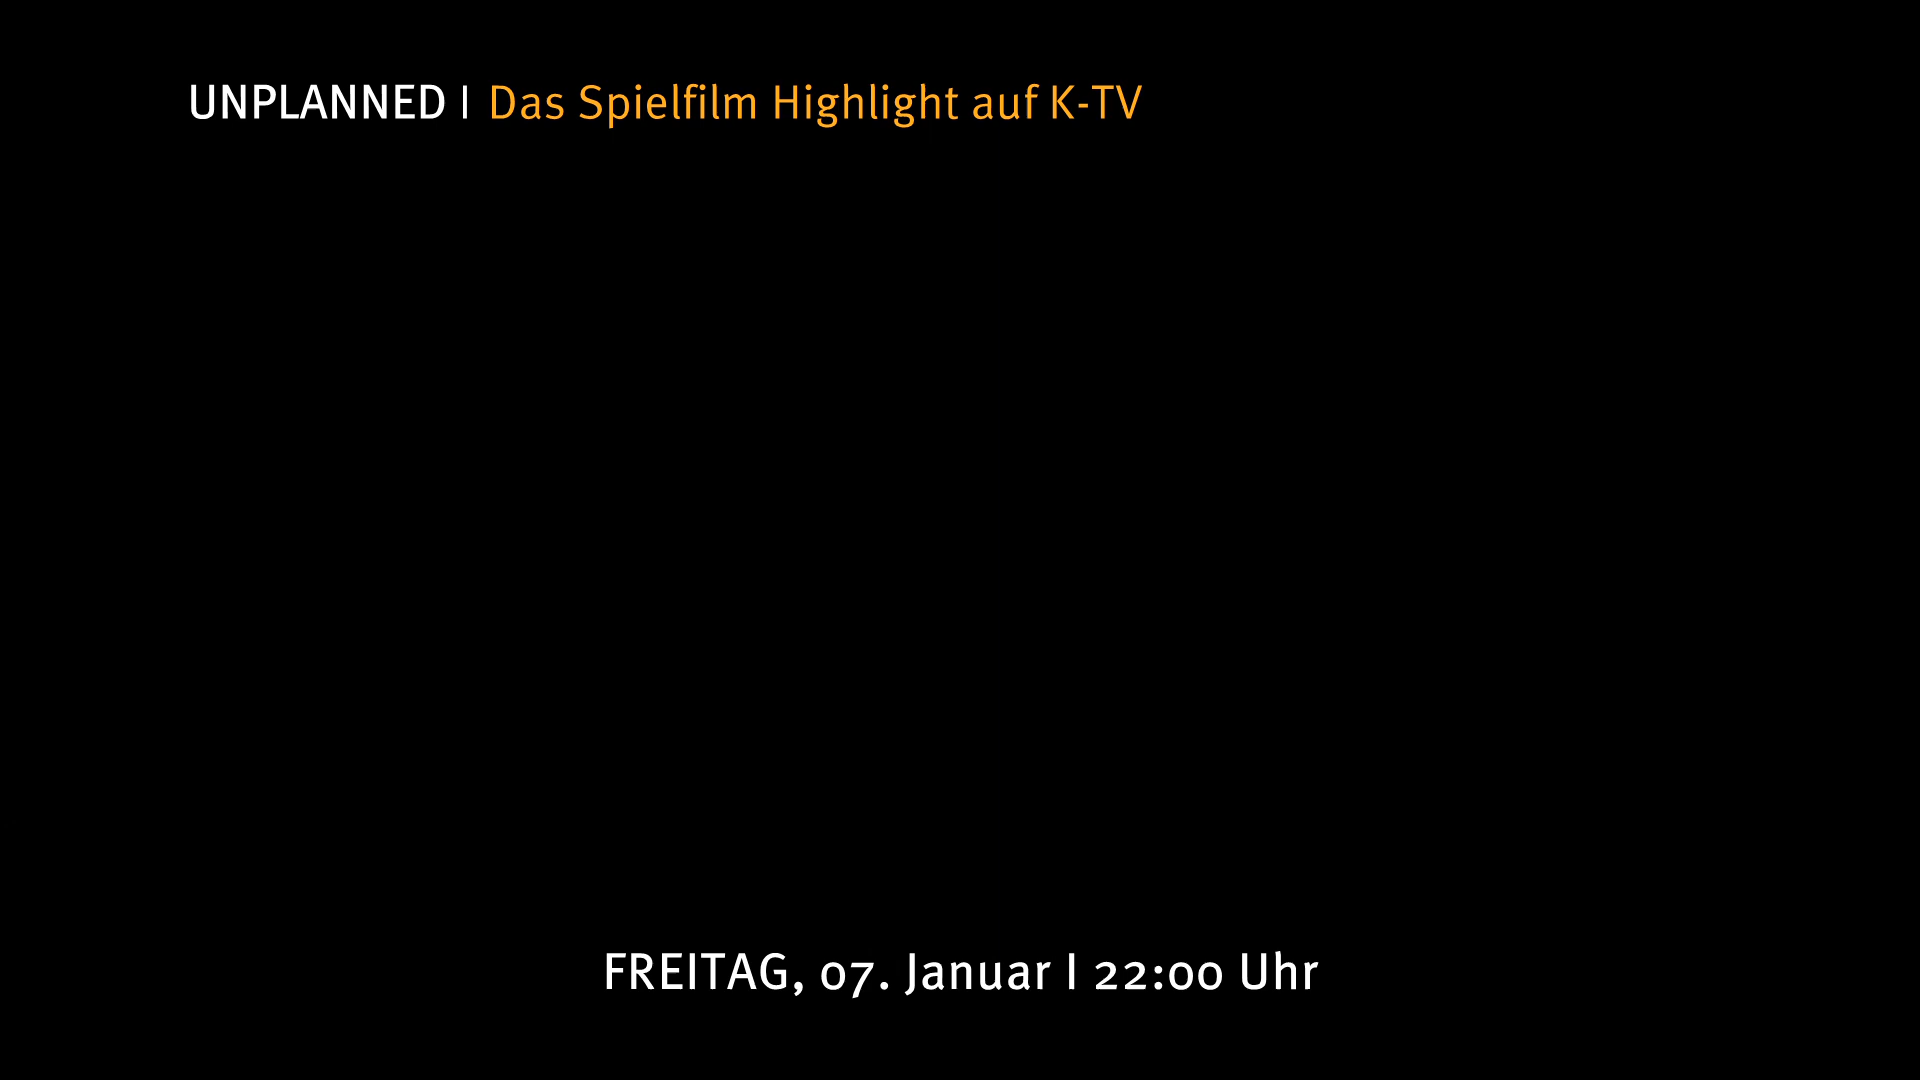 UNPLANNED I Das Spielfilm Highlight auf K-TV
FREITAG, 07. Januar I 22:00 Uhr